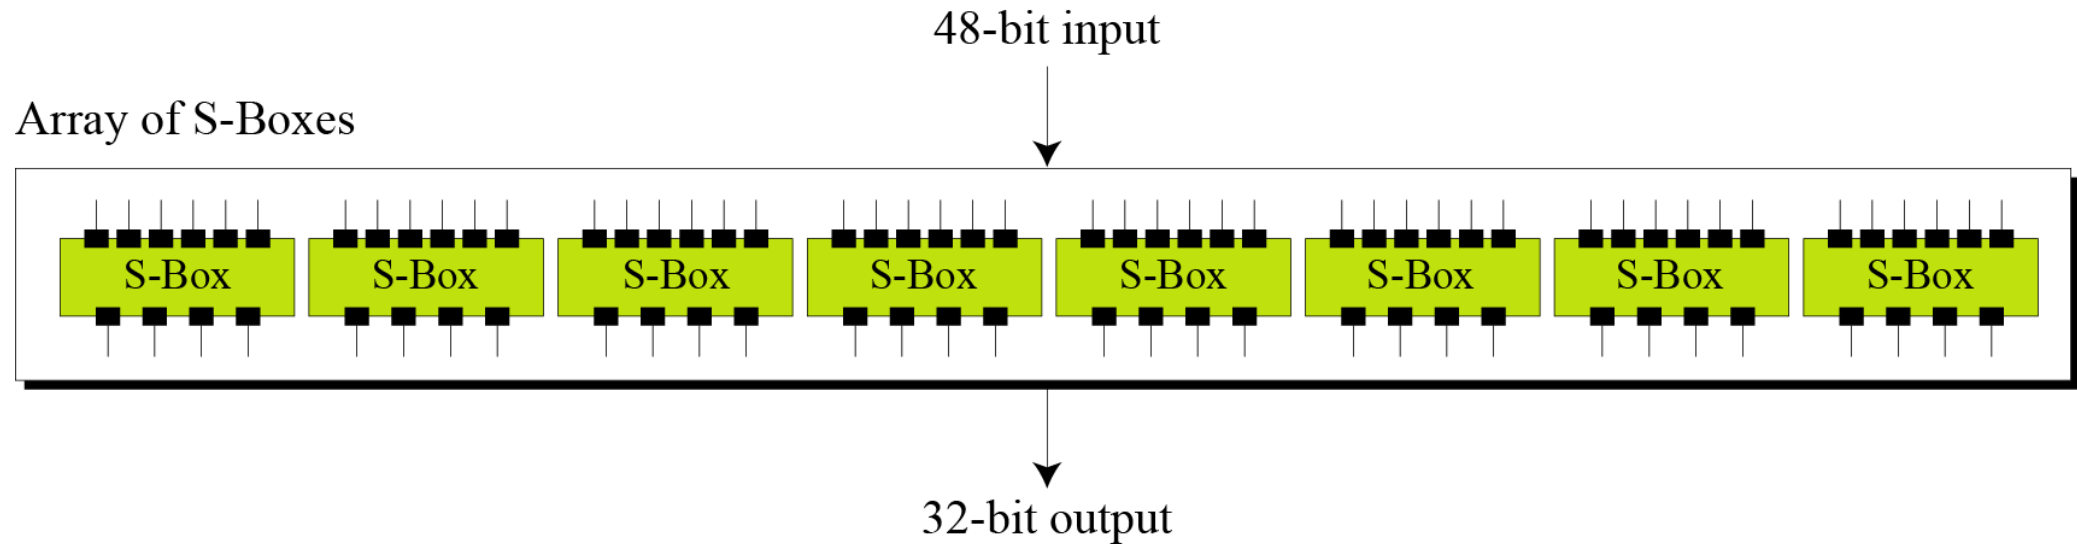 48-bit input
Array of S-Boxes
S-Box S-Box S-Box S-Box S-Box S-Box S-Box S-Box
32-bit output